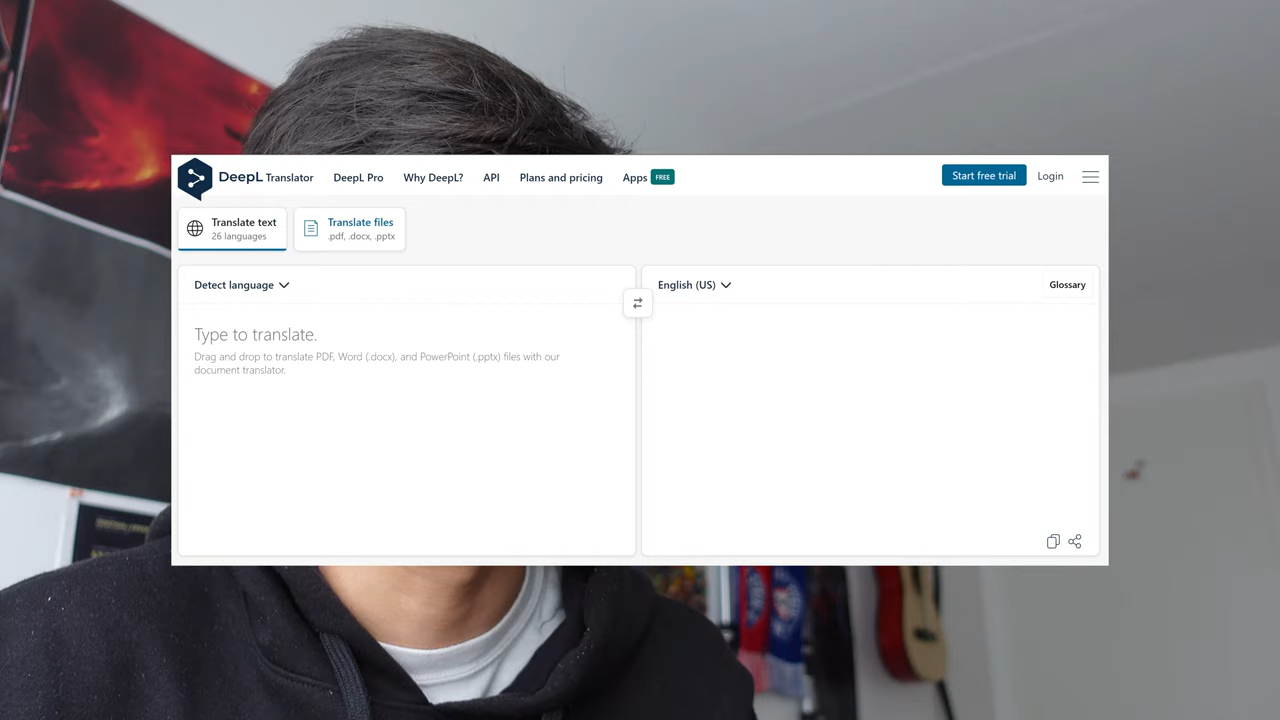 DeepL Translator DeepL Pro Why DeepL? API Plans and pricing Apps FREE Start free trial Login
Translate text
26 languages
Translate files
.pdf, .docx, .pptx
Detect language
English (US)
Glossary
Type to translate.
Drag and drop to translate PDF, Word (.docx), and PowerPoint (.pptx) files with our
document translator.